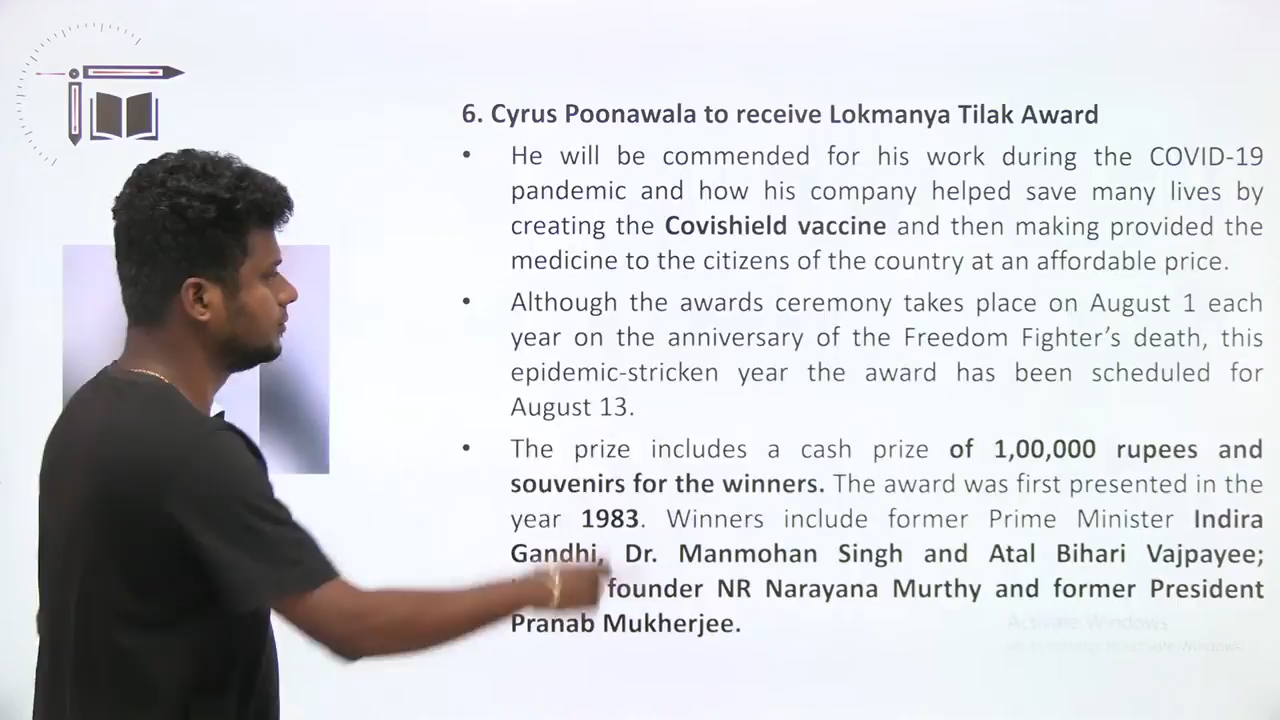 6. Cyrus Poonawala to receive Lokmanya Tilak Award
• He will be commended for his work during the COVID-19
pandemic and how his company helped save many lives by
creating the Covishield vaccine and then making provided the
medicine to the citizens of the country at an affordable price.
• Although the awards ceremony takes place on August 1 each
year on the anniversary of the Freedom Fighter’s death, this
epidemic-stricken year the award has been scheduled for
August 13.
• The prize includes a cash prize of 1,00,000 rupees and
souvenirs for the winners. The award was first presented in the
year 1983. Winners include former Prime Minister Indira
Gandhi, Dr. Manmohan Singh and Atal Bihari Vajpayee;
founder NR Narayana Murthy and former President
Pranab Mukherjee.
Activate Windows